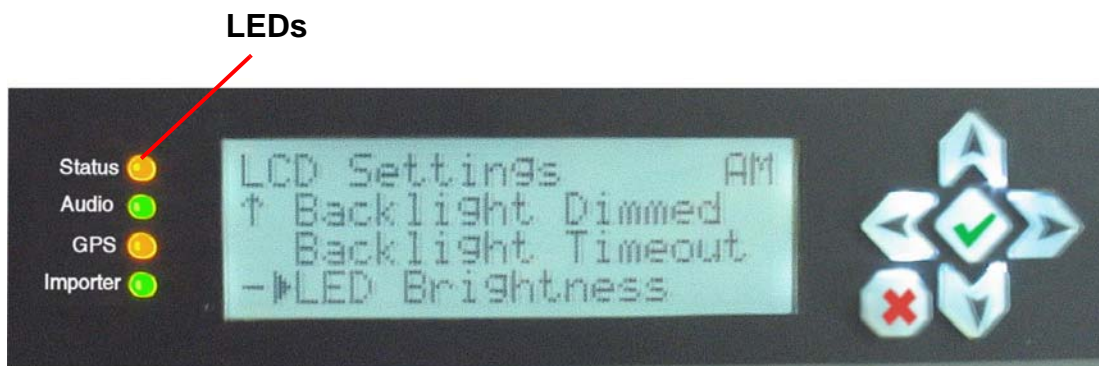 LEDs
Status
Audio
GPS
Importer
LCD Settings AM
↑ Backlight Dimmed
Backlight Timeout
LED Brightness